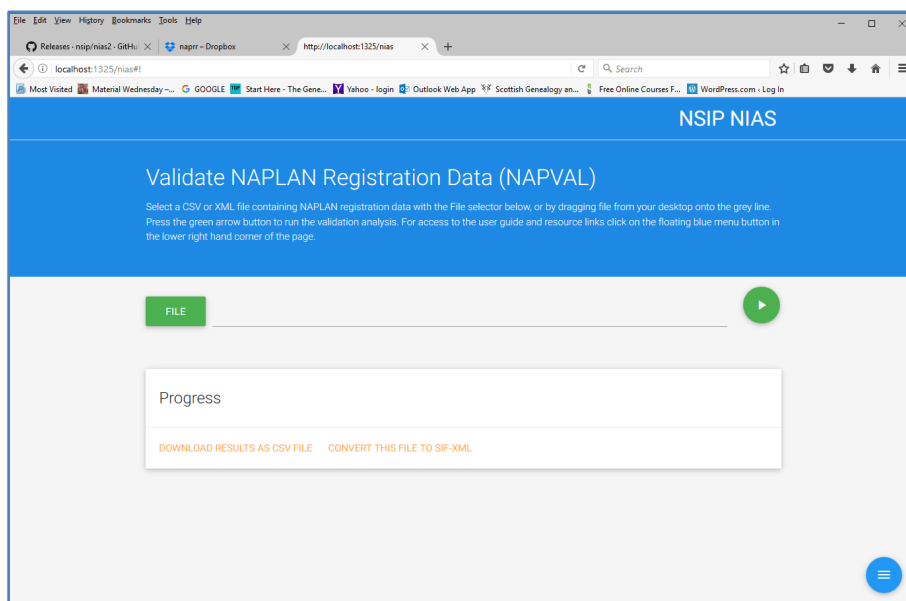 File Edit View History Bookmarks Tools Help
Releases · nsip/nias2 · GitHu
naprr – Dropbox
http://localhost:1325/nias
localhost:1325/nias#!
Search
Most Visited Material Wednesday –... GOOGLE Start Here - The Gene... Yahoo - login Outlook Web App Scottish Genealogy an... Free Online Courses F... WordPress.com ‹ Log In
NSIP NIAS
Validate NAPLAN Registration Data (NAPVAL)
Select a CSV or XML file containing NAPLAN registration data with the File selector below, or by dragging file from your desktop onto the grey line.
Press the green arrow button to run the validation analysis. For access to the user guide and resource links click on the floating blue menu button in
the lower right hand corner of the page.
FILE
Progress
DOWNLOAD RESULTS AS CSV FILE CONVERT THIS FILE TO SIF-XML